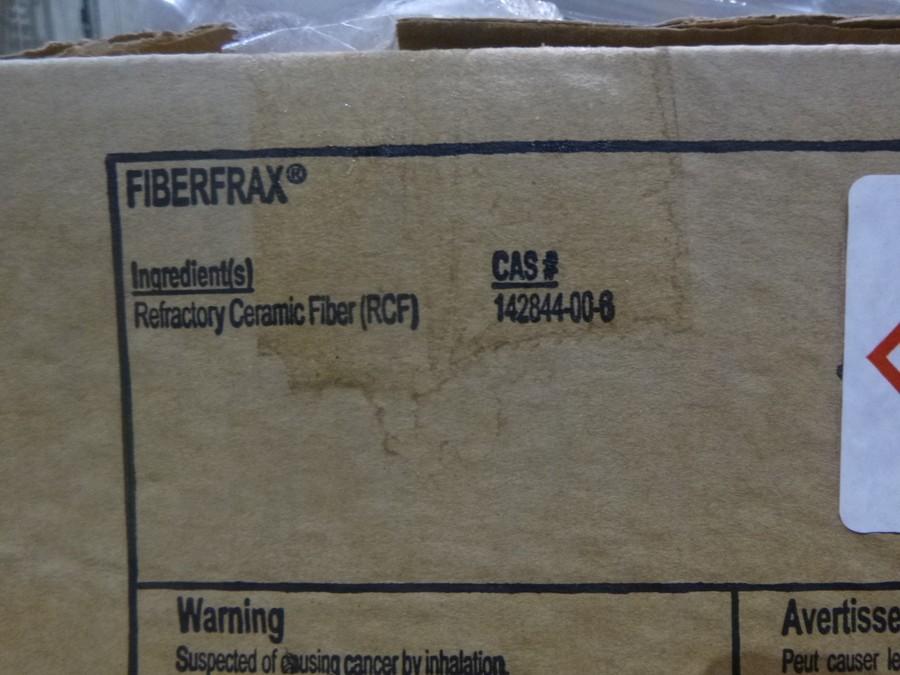 FIBERFRAX®
Ingredient(s) CAS #
Refractory Ceramic Fiber (RCF) 142844-00-6
Warning Avertisse
Suspected of causing cancer by inhalation. Peut causer le